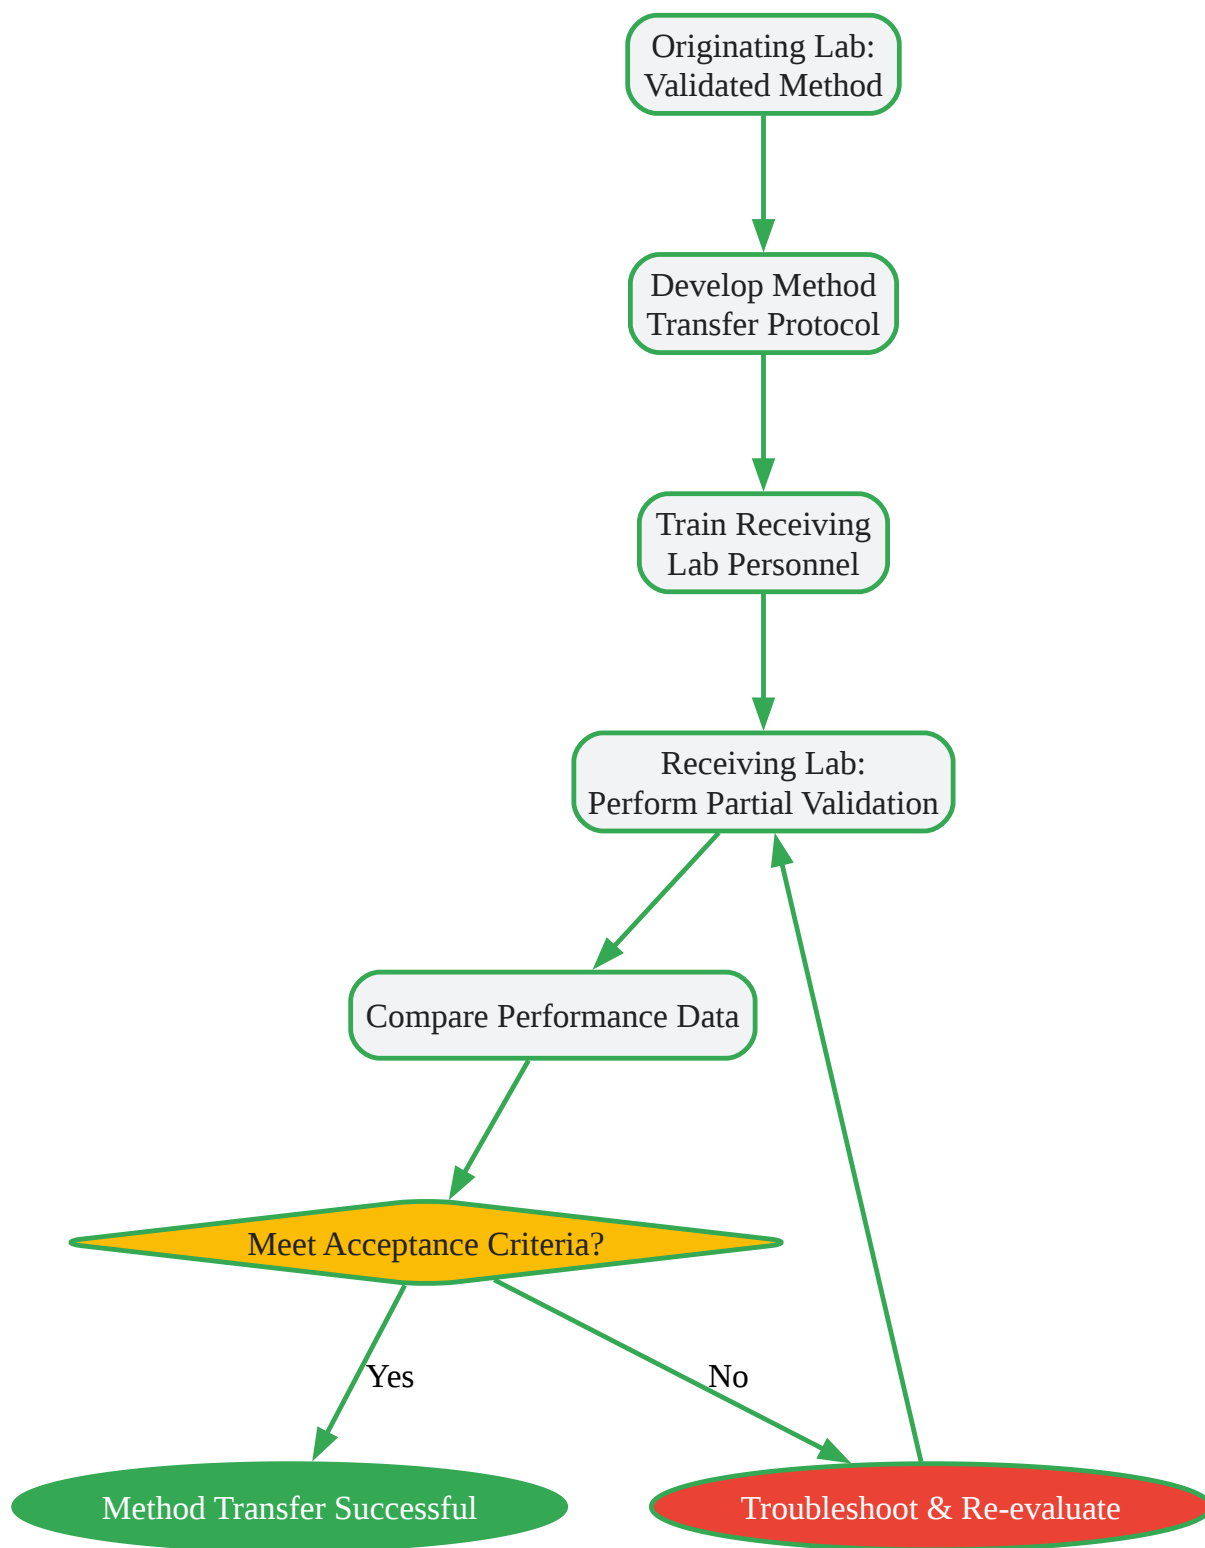 Originating Lab:
Validated Method
Develop Method
Transfer Protocol
Train Receiving
Lab Personnel
Receiving Lab:
Perform Partial Validation
Compare Performance Data
Meet Acceptance Criteria?
Yes
No
Method Transfer Successful
Troubleshoot & Re-evaluate